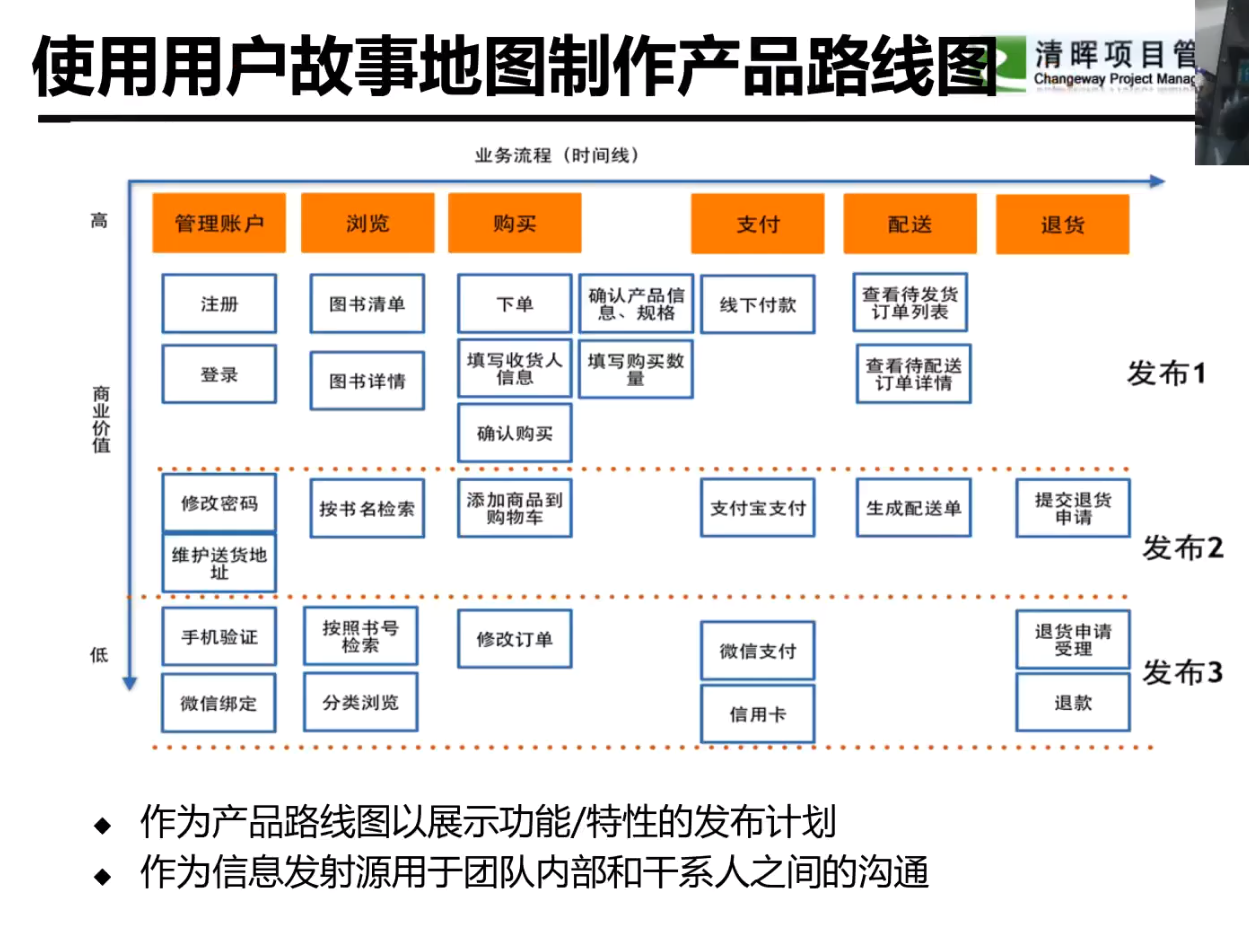 使用用户故事地图制作产品路线图
清晖项目管
Changeway Project Manag
业务流程（时间线）
高
管理账户
浏览
购买
支付
配送
退货
注册
图书清单
下单
确认产品信
息、规格
线下付款
查看待发货
订单列表
登录
图书详情
填写收货人
信息
填写购买数
量
查看待配送
订单详情
发布1
商业价值
确认购买
修改密码
按书名检索
添加商品到
购物车
支付宝支付
生成配送单
提交退货
申请
发布2
维护送货地
址
手机验证
按照书号
检索
修改订单
微信支付
退货申请
受理
低
发布3
微信绑定
分类浏览
信用卡
退款
◆ 作为产品路线图以展示功能/特性的发布计划
◆ 作为信息发射源用于团队内部和干系人之间的沟通